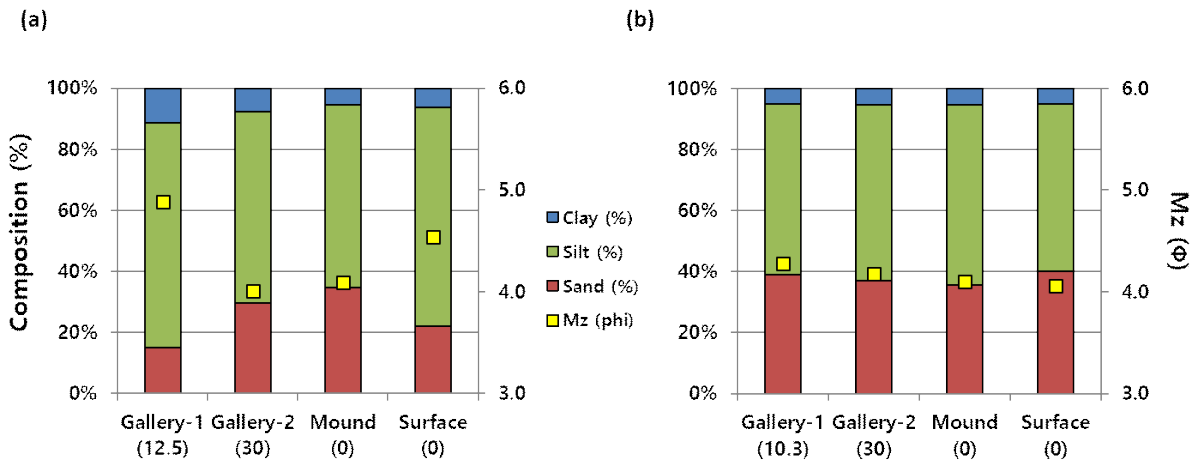 (a)
(b)
Composition (%)
100%
80%
60%
40%
20%
0%
6.0
5.0
4.0
3.0
Gallery-1 Gallery-2 Mound Surface
(12.5) (30) (0) (0)
Clay (%)
Silt (%)
Sand (%)
Mz (phi)
100%
80%
60%
40%
20%
0%
6.0
5.0
4.0
3.0
Mz (Φ)
Gallery-1 Gallery-2 Mound Surface
(10.3) (30) (0) (0)